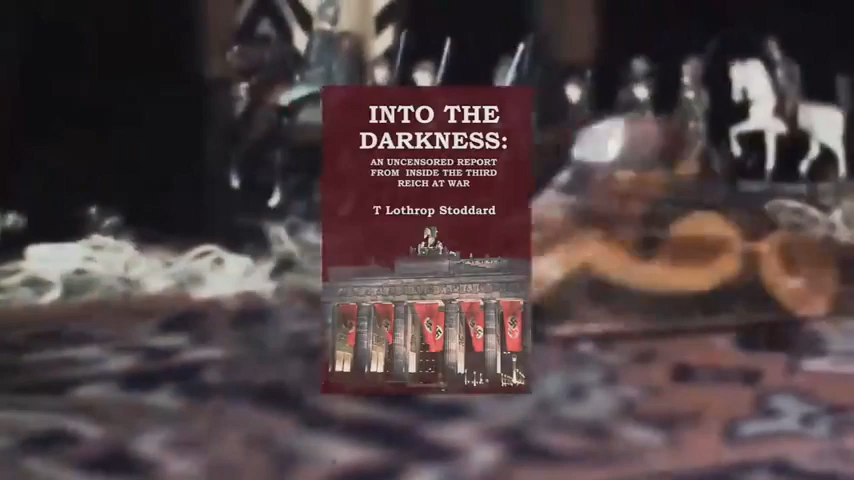 INTO THE
DARKNESS:
AN UNCENSORED REPORT
FROM INSIDE THE THIRD
REICH AT WAR
T Lothrop Stoddard